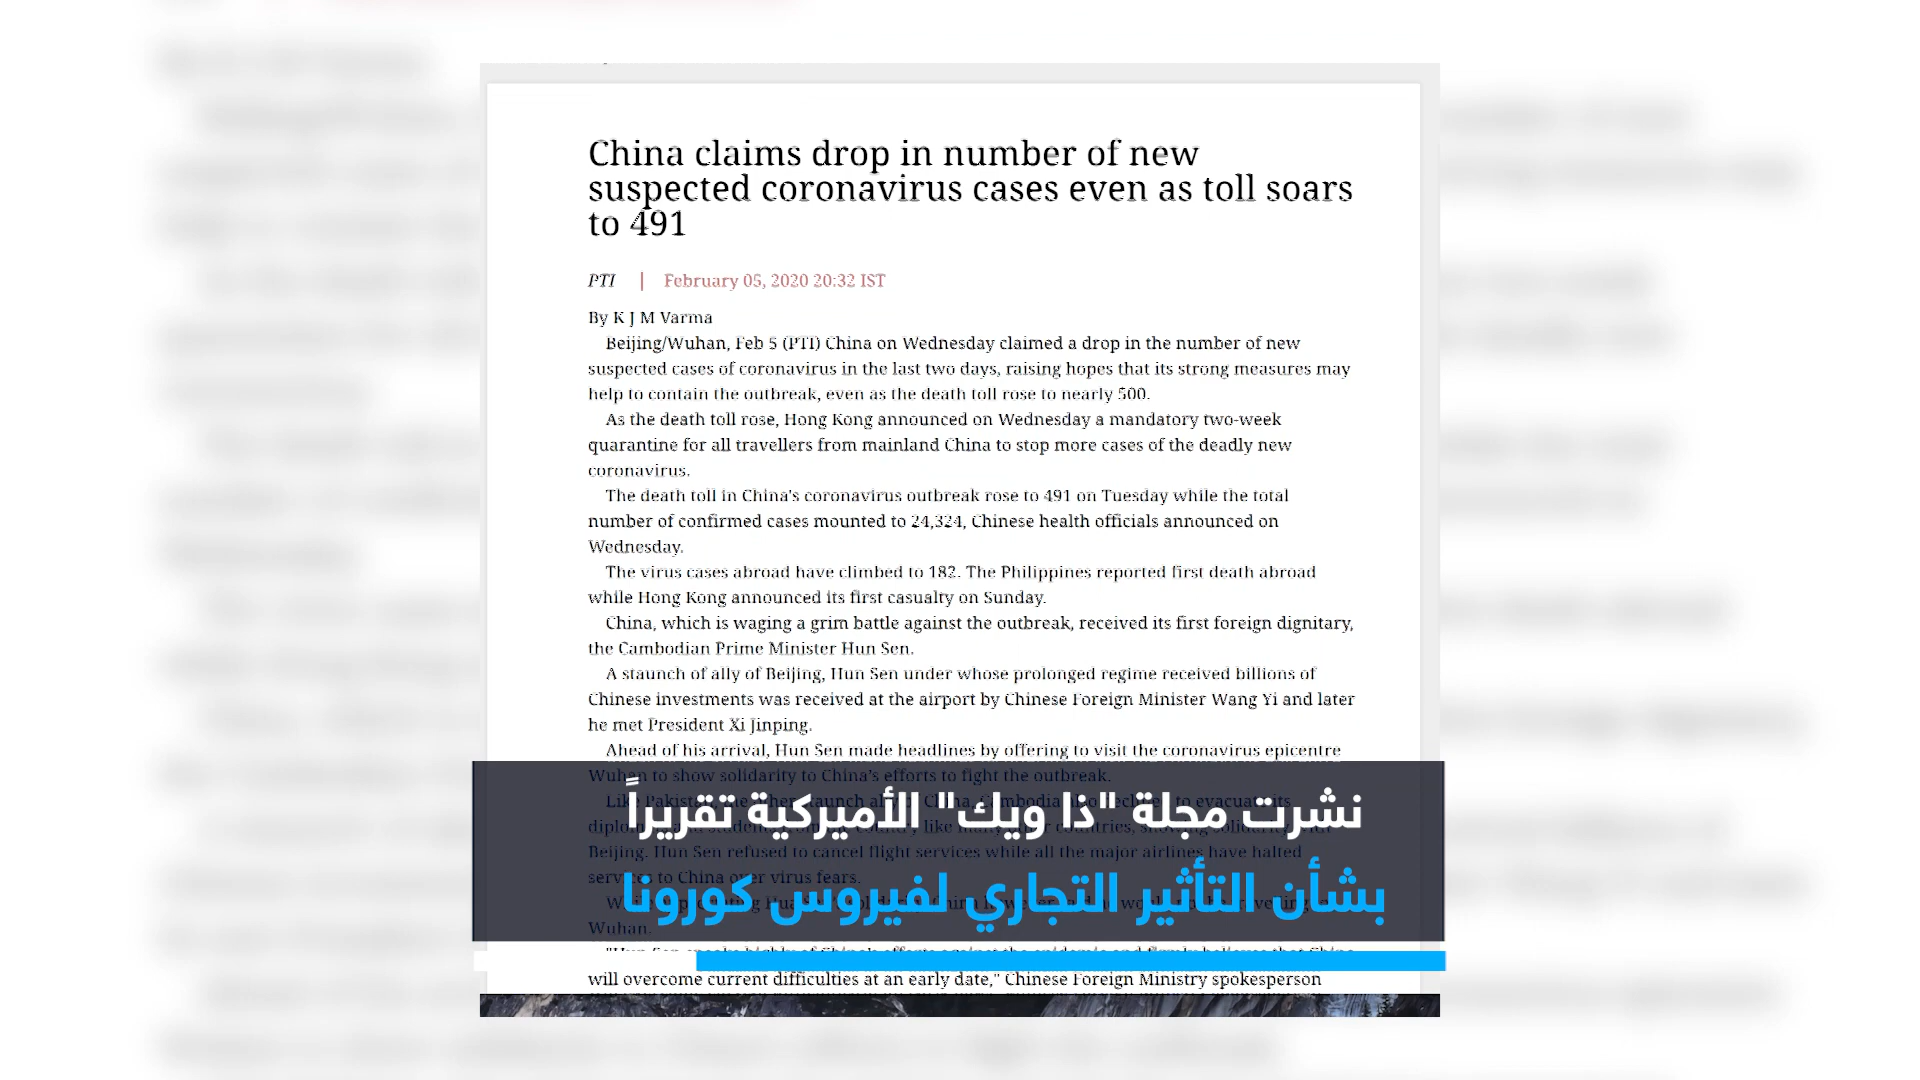 China claims drop in number of new
suspected coronavirus cases even as toll soars
to 491
PTI | February 05, 2020 20:32 IST
By K J M Varma
Beijing/Wuhan, Feb 5 (PTI) China on Wednesday claimed a drop in the number of new
suspected cases of coronavirus in the last two days, raising hopes that its strong measures may
help to contain the outbreak, even as the death toll rose to nearly 500.
As the death toll rose, Hong Kong announced on Wednesday a mandatory two-week
quarantine for all travellers from mainland China to stop more cases of the deadly new
coronavirus.
The death toll in China's coronavirus outbreak rose to 491 on Tuesday while the total
number of confirmed cases mounted to 24,324, Chinese health officials announced on
Wednesday.
The virus cases abroad have climbed to 182. The Philippines reported first death abroad
while Hong Kong announced its first casualty on Sunday.
China, which is waging a grim battle against the outbreak, received its first foreign dignitary,
the Cambodian Prime Minister Hun Sen.
A staunch of ally of Beijing, Hun Sen under whose prolonged regime received billions of
Chinese investments was received at the airport by Chinese Foreign Minister Wang Yi and later
he met President Xi Jinping.
Ahead of his arrival, Hun Sen made headlines by offering to visit the coronavirus epicentre
Wuhan to show solidarity to China's efforts to fight the outbreak.
نشرت مجلة "ذا ويك" الأميركية تقريراً
Beijing. Hun Sen refused to cancel flight services while all the major airlines have halted
services to China over virus fears.
بشأن التأثير التجاري لفيروس كورونا
Wuhan.
will overcome current difficulties at an early date," Chinese Foreign Ministry spokesperson